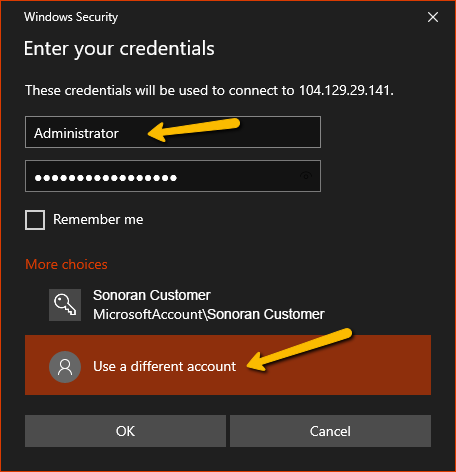 Windows Security
Enter your credentials
These credentials will be used to connect to 104.129.29.141.
Administrator
●●●●●●●●●●●●●●●●●
Remember me
More choices
Sonoran Customer
MicrosoftAccount\Sonoran Customer
Use a different account
OK
Cancel